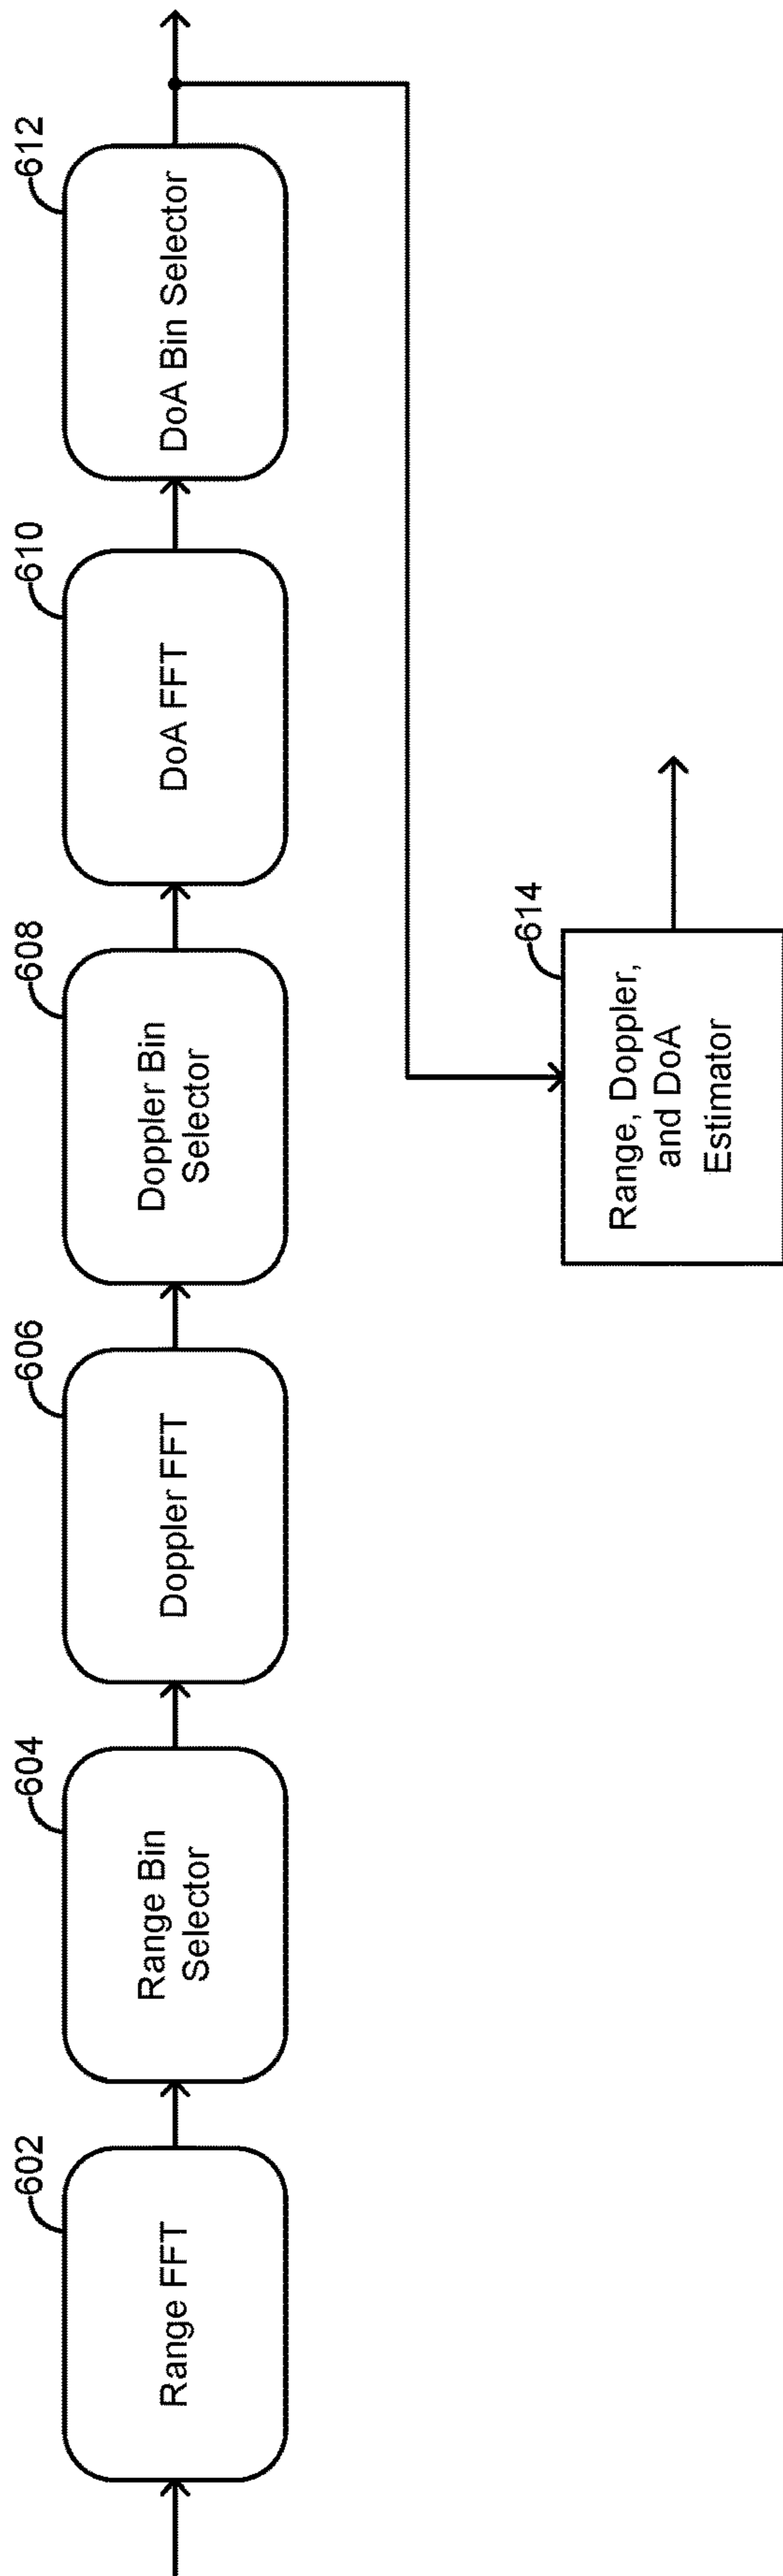 602
Range FFT
604
Range Bin
Selector
606
Doppler FFT
608
Doppler Bin
Selector
610
DoA FFT
612
DoA Bin Selector
614
Range, Doppler,
and DoA
Estimator